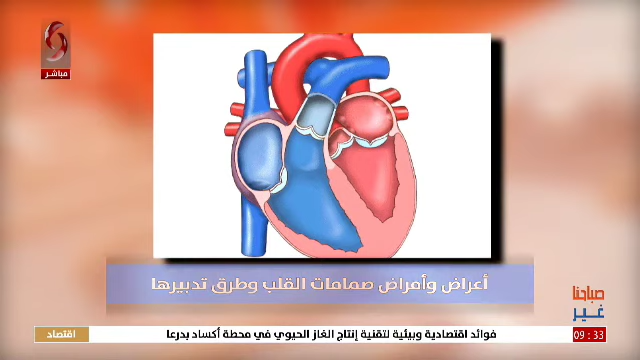 مباشر
أعراض وأمراض صمامات القلب وطرق تدبيرها
صباحنا
غير
09:33
فوائد اقتصادية وبيئية لتقنية إنتاج الغاز الحيوي في محطة أكساد بدرعا
اقتصاد